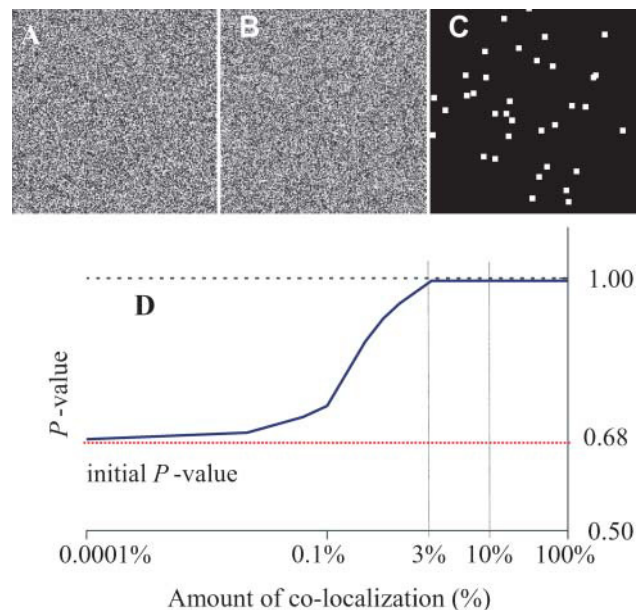 A
B
C
D
1.00
P-value
0.68
initial P-value
0.50
0.0001%
0.1%
3%
10%
100%
Amount of co-localization (%)